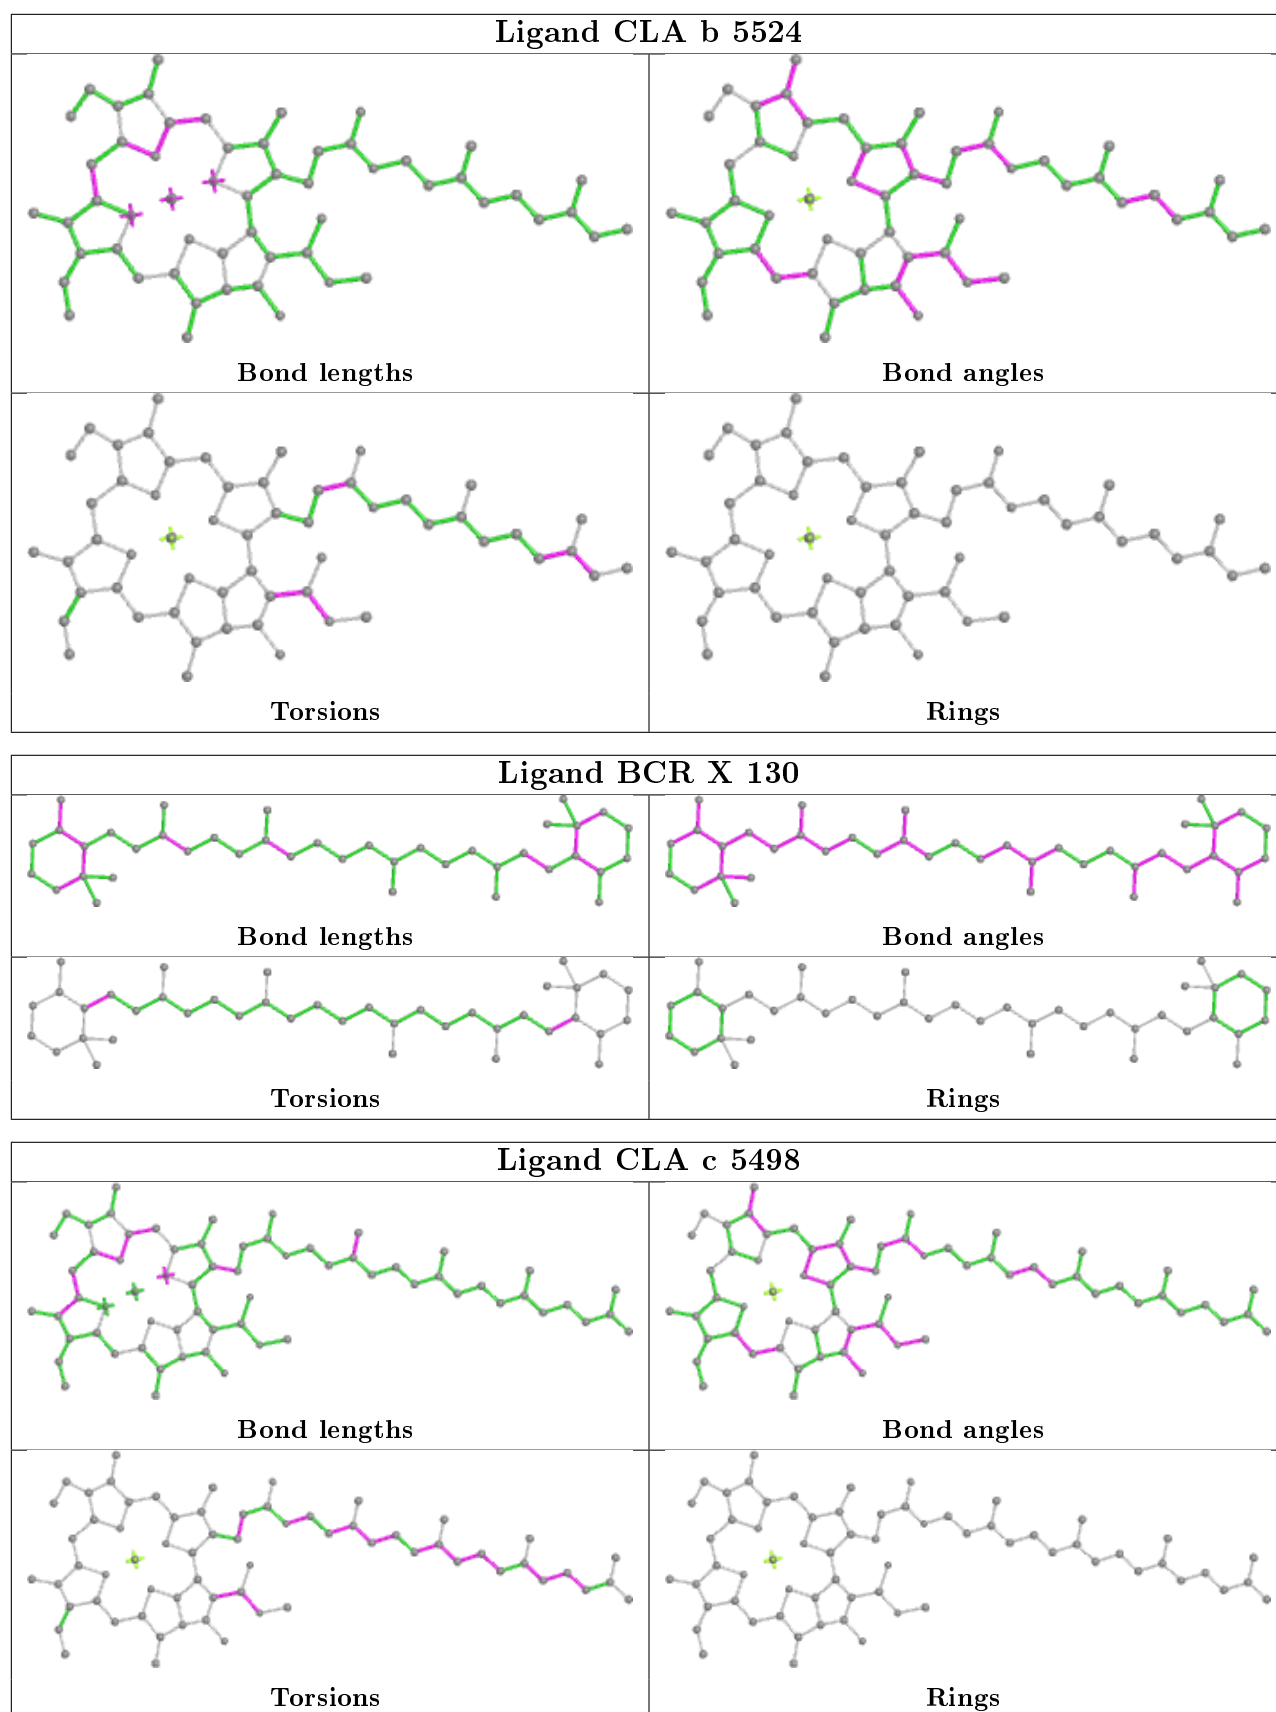 Ligand CLA b 5524
Bond lengths
Bond angles
Torsions
Rings
Ligand BCR X 130
Bond lengths
Bond angles
Torsions
Rings
Ligand CLA c 5498
Bond lengths
Bond angles
Torsions
Rings